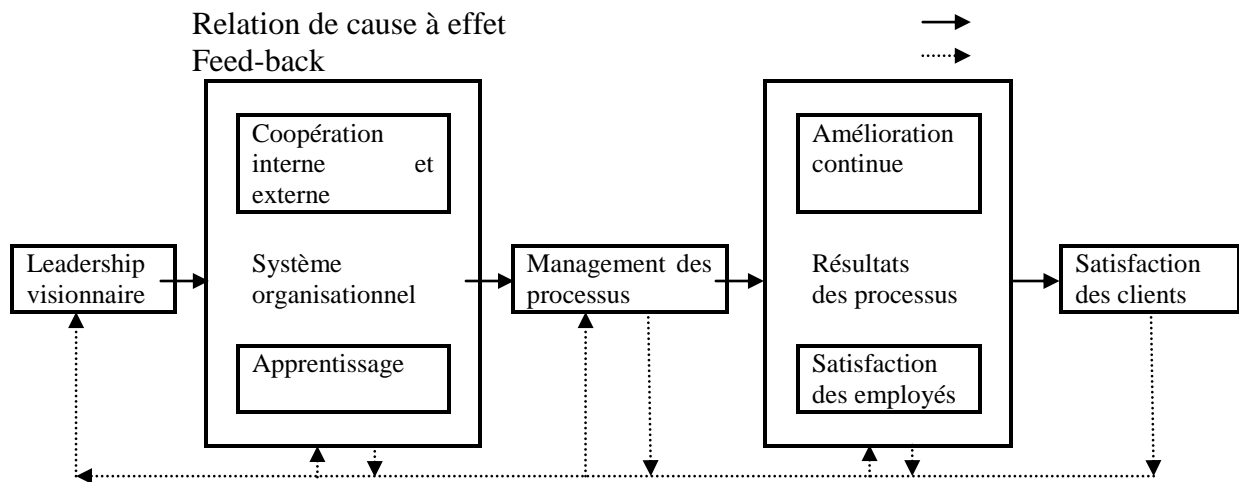 Relation de cause à effet
Feed-back
Coopération
interne et
externe
Système
organisationnel
Apprentissage
Leadership
visionnaire
Management des
processus
Amélioration
continue
Résultats
des processus
Satisfaction
des employés
Satisfaction
des clients